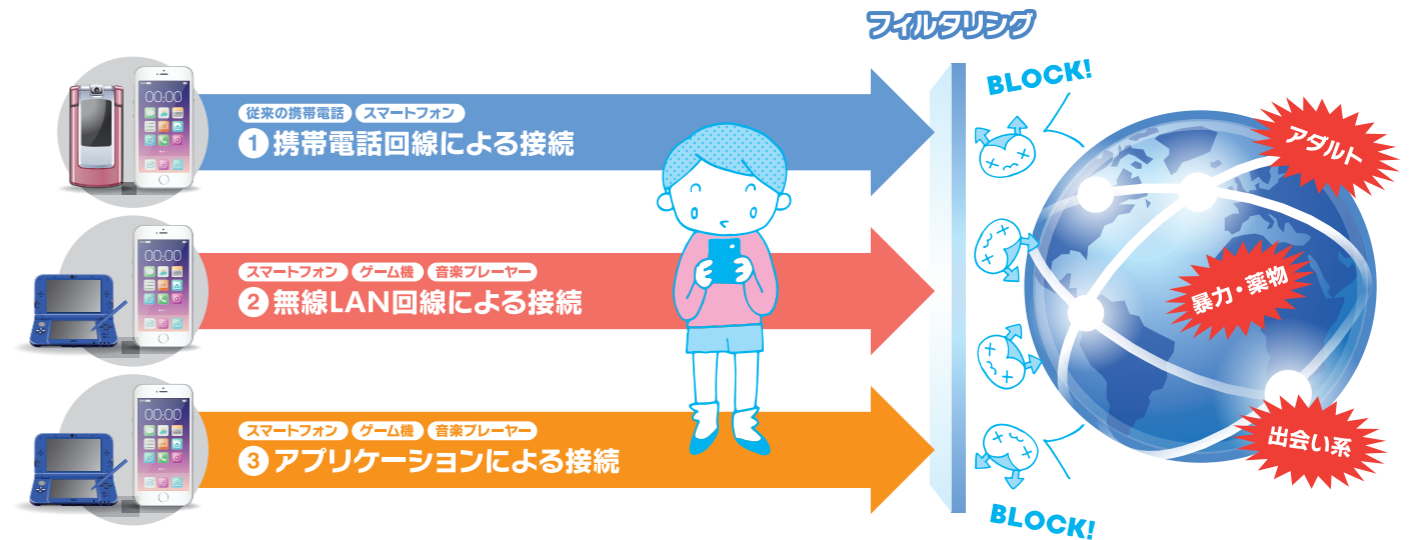 フィルタリング
BLOCK!
00:00
従来の携帯電話 スマートフォン
1 携帯電話回線による接続
アダルト
00:00
スマートフォン ゲーム機 音楽プレーヤー
2 無線LAN回線による接続
暴力・薬物
00:00
スマートフォン ゲーム機 音楽プレーヤー
3 アプリケーションによる接続
出会い系
BLOCK!